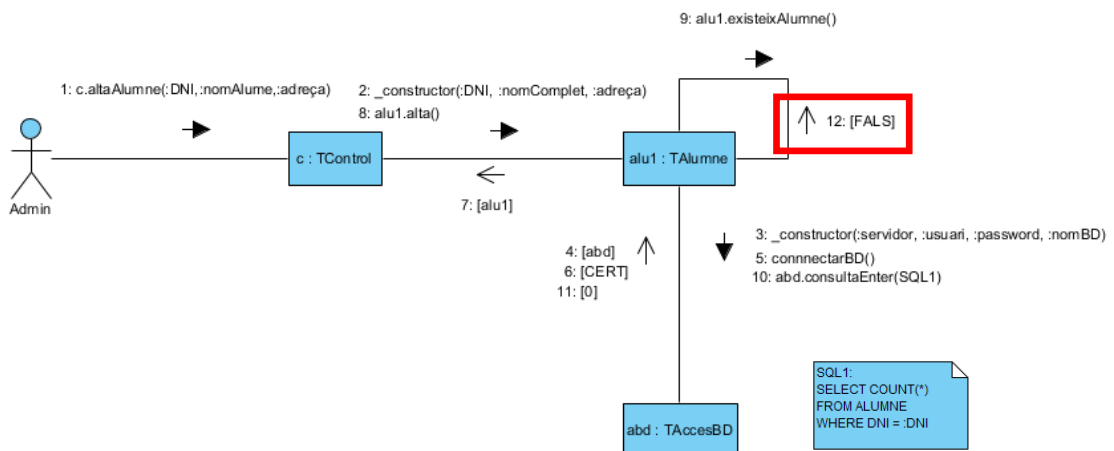 9: alu1.existeixAlumne()
1: c.altaAlumne(:DNI,:nomAlume,:adreça)
2: _constructor(:DNI, :nomComplet, :adreça)
8: alu1.alta()
12: [FALS]
c : TControl
alu1 : TAlumne
Admin
7: [alu1]
3: _constructor(:servidor, :usuari, :password, :nomBD)
4: [abd]
5: connnectarBD()
6: [CERT]
10: abd.consultaEnter(SQL1)
11: [0]
SQL1:
SELECT COUNT(*)
FROM ALUMNE
WHERE DNI = :DNI
abd : TAccesBD